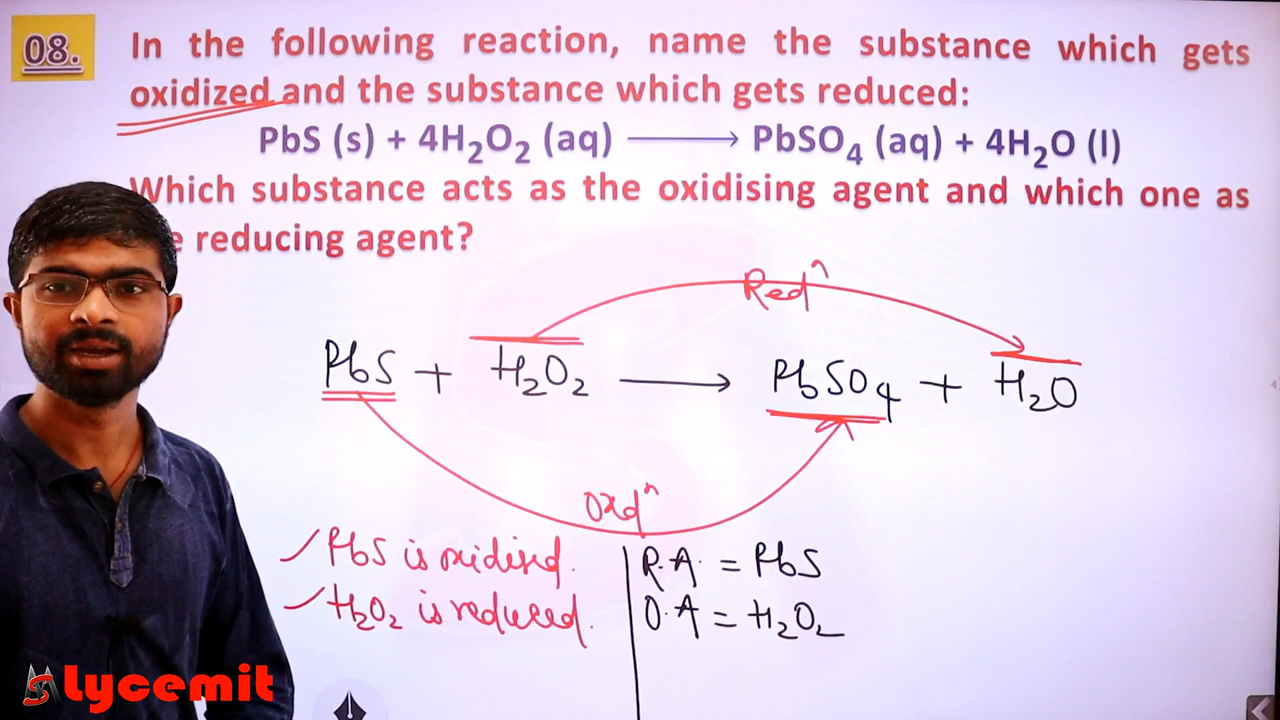 08.
In the following reaction, name the substance which gets
oxidized and the substance which gets reduced:
PbS (s) + 4H₂O₂ (aq) ⟶ PbSO₄ (aq) + 4H₂O (l)
Which substance acts as the oxidising agent and which one as
e reducing agent?
Redⁿ
PbS + H₂O₂ ⟶ PbSO₄ + H₂O
Oxdⁿ
PbS is oxidised.
H₂O₂ is reduced.
R.A. = PbS
O.A = H₂O₂
lycemit